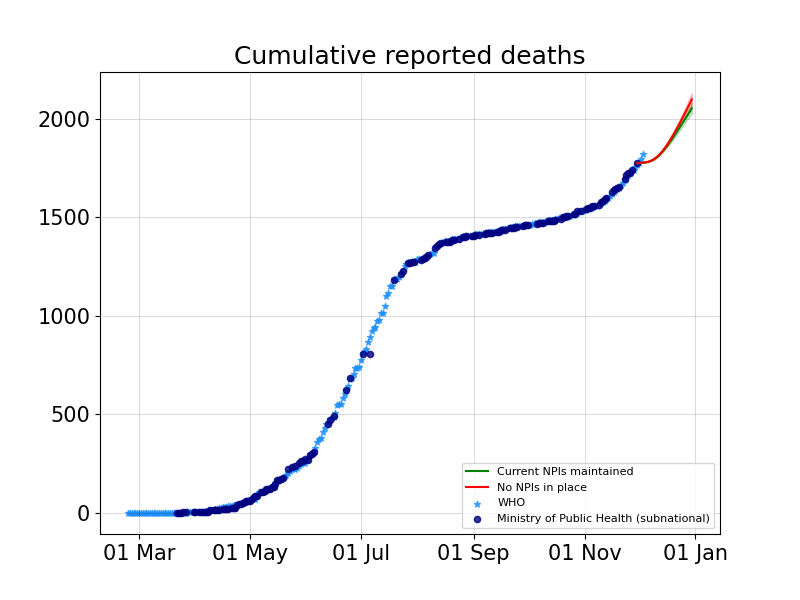 Cumulative reported deaths
2000
1500
1000
500
0
01 Mar
01 May
01 Jul
01 Sep
01 Nov
01 Jan
Current NPIs maintained
No NPIs in place
WHO
Ministry of Public Health (subnational)